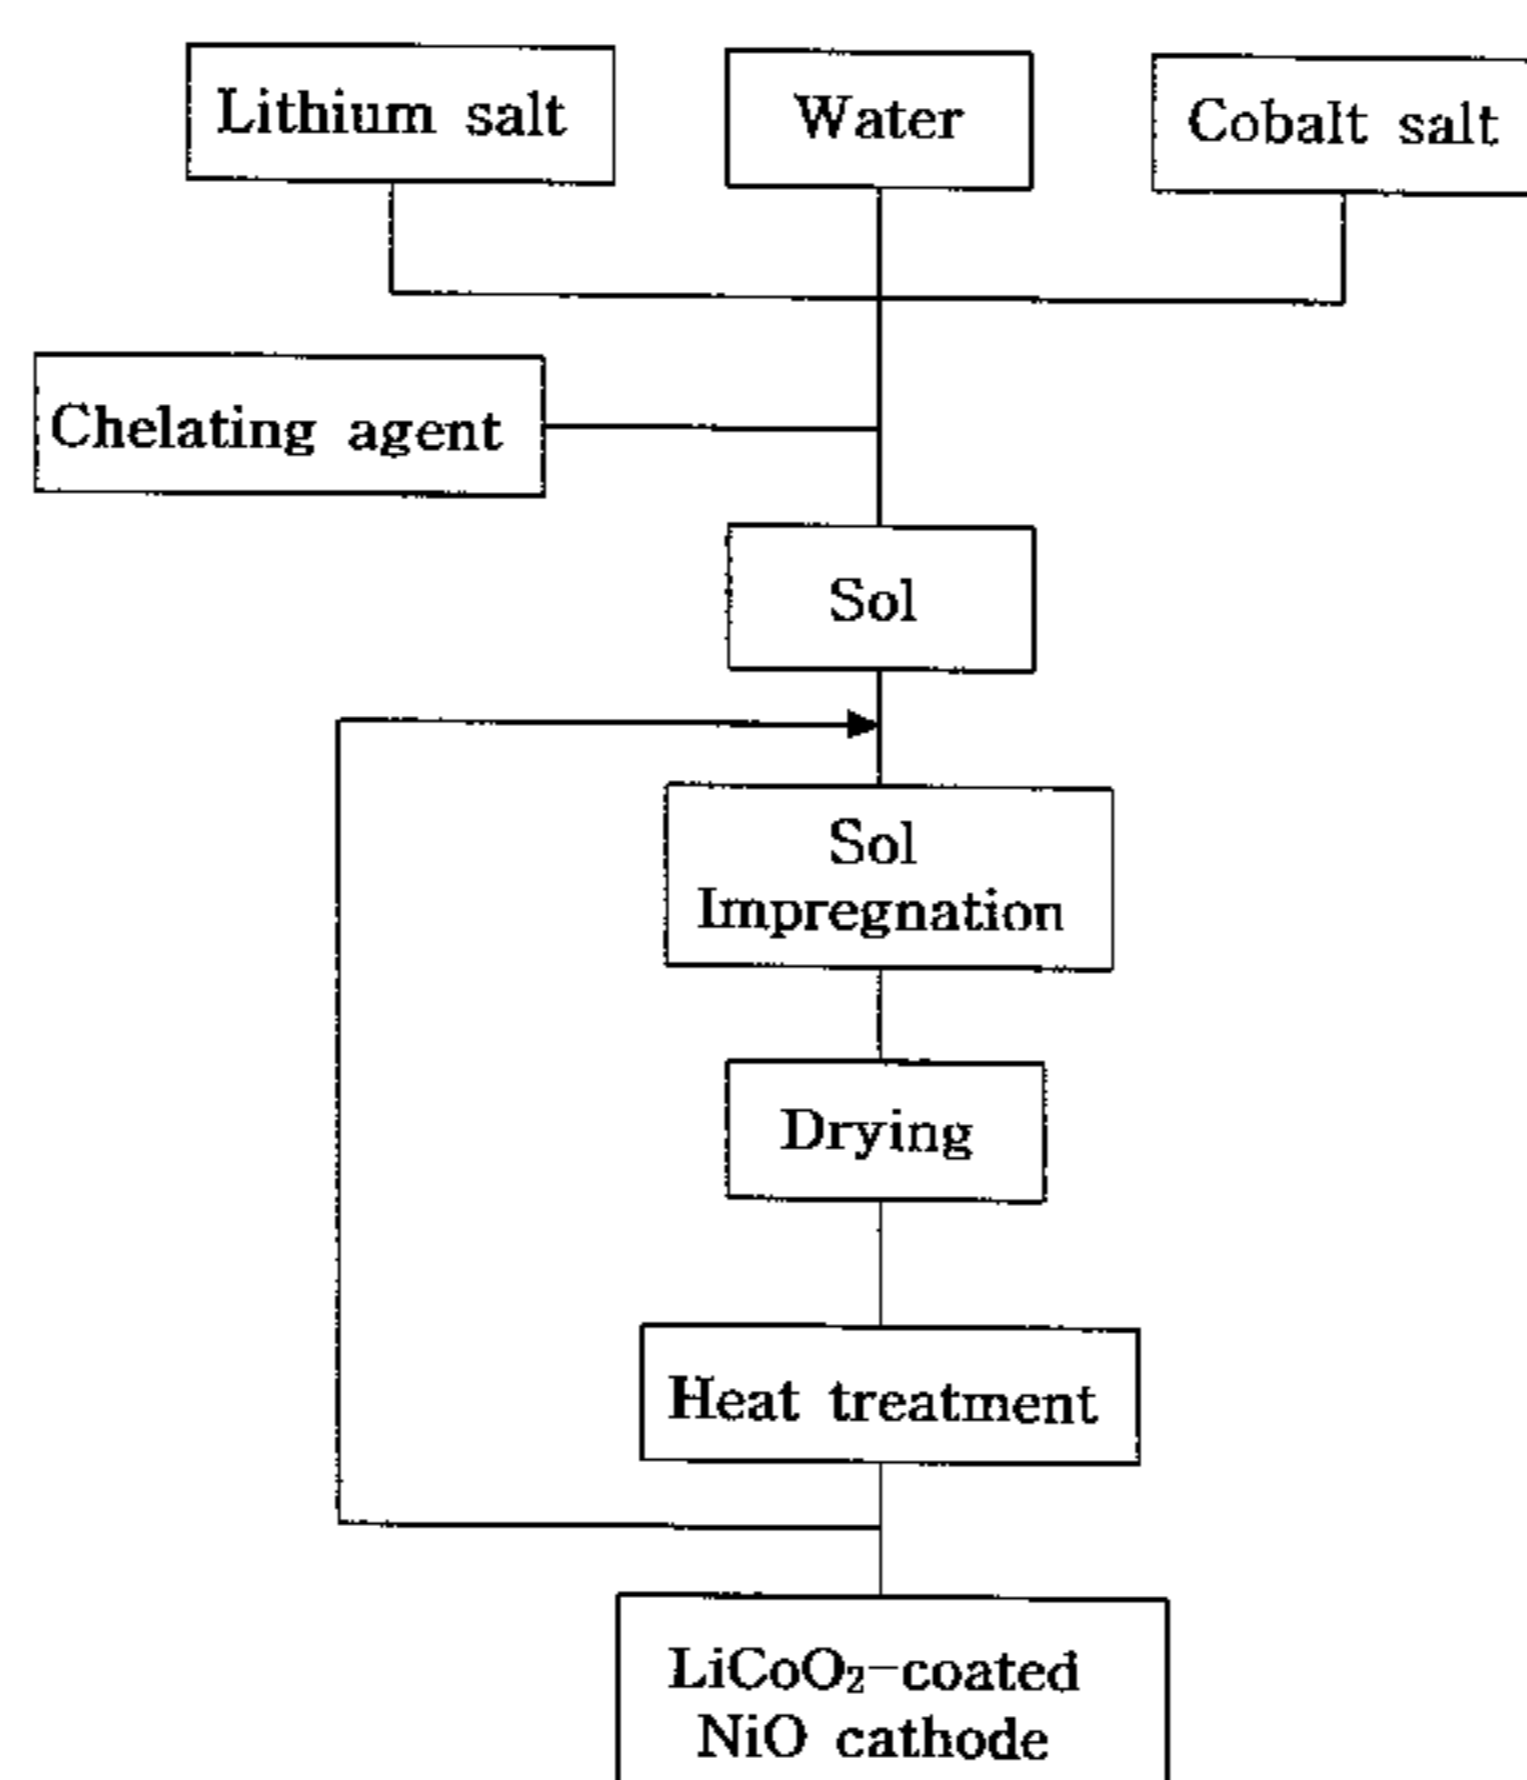 Lithium salt
Water
Cobalt salt
Chelating agent
Sol
Sol
Impregnation
Drying
Heat treatment
LiCoO₂-coated
NiO cathode